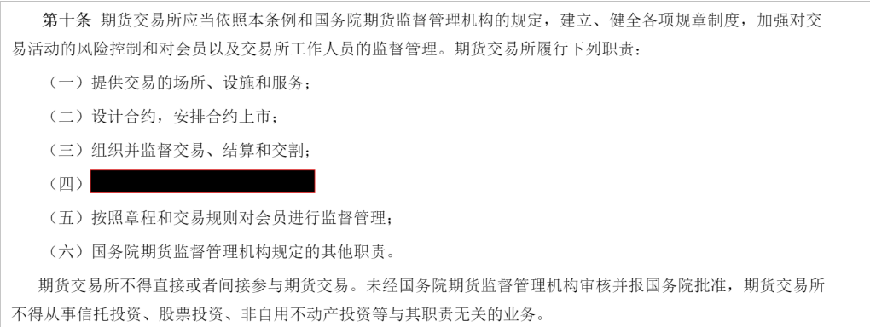 第十条 期货交易所应当依照本条例和国务院期货监督管理机构的规定，建立、健全各项规章制度，加强对交
易活动的风险控制和对会员以及交易所工作人员的监督管理。期货交易所履行下列职责：
（一）提供交易的场所、设施和服务；
（二）设计合约，安排合约上市；
（三）组织并监督交易、结算和交割；
（四）
（五）按照章程和交易规则对会员进行监督管理；
（六）国务院期货监督管理机构规定的其他职责。
期货交易所不得直接或者间接参与期货交易。未经国务院期货监督管理机构审核并报国务院批准，期货交易所
不得从事信托投资、股票投资、非自用不动产投资等与其职责无关的业务。